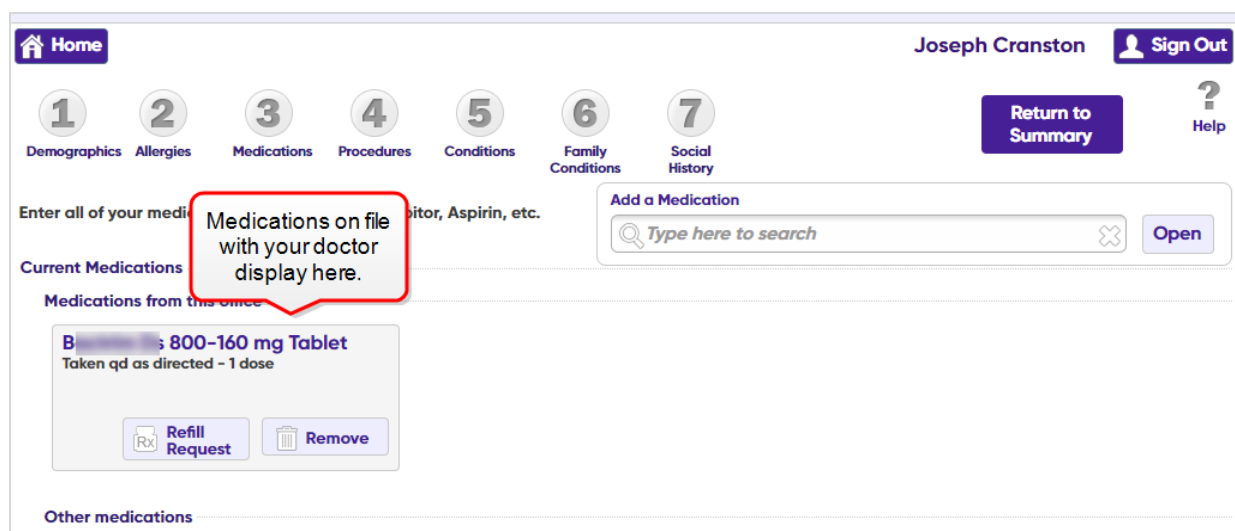 Home
Joseph Cranston
Sign Out
1
2
3
4
5
6
7
Demographics
Allergies
Medications
Procedures
Conditions
Family
Conditions
Social
History
Return to
Summary
?
Help
Enter all of your , Aspirin, etc.
Add a Medication
Type here to search
Open
Medications on file
with your doctor
display here.
Current Medications
Medications from this office
800-160 mg Tablet
Taken qd as directed - 1 dose
Rx
Refill
Request
Remove
Other medications